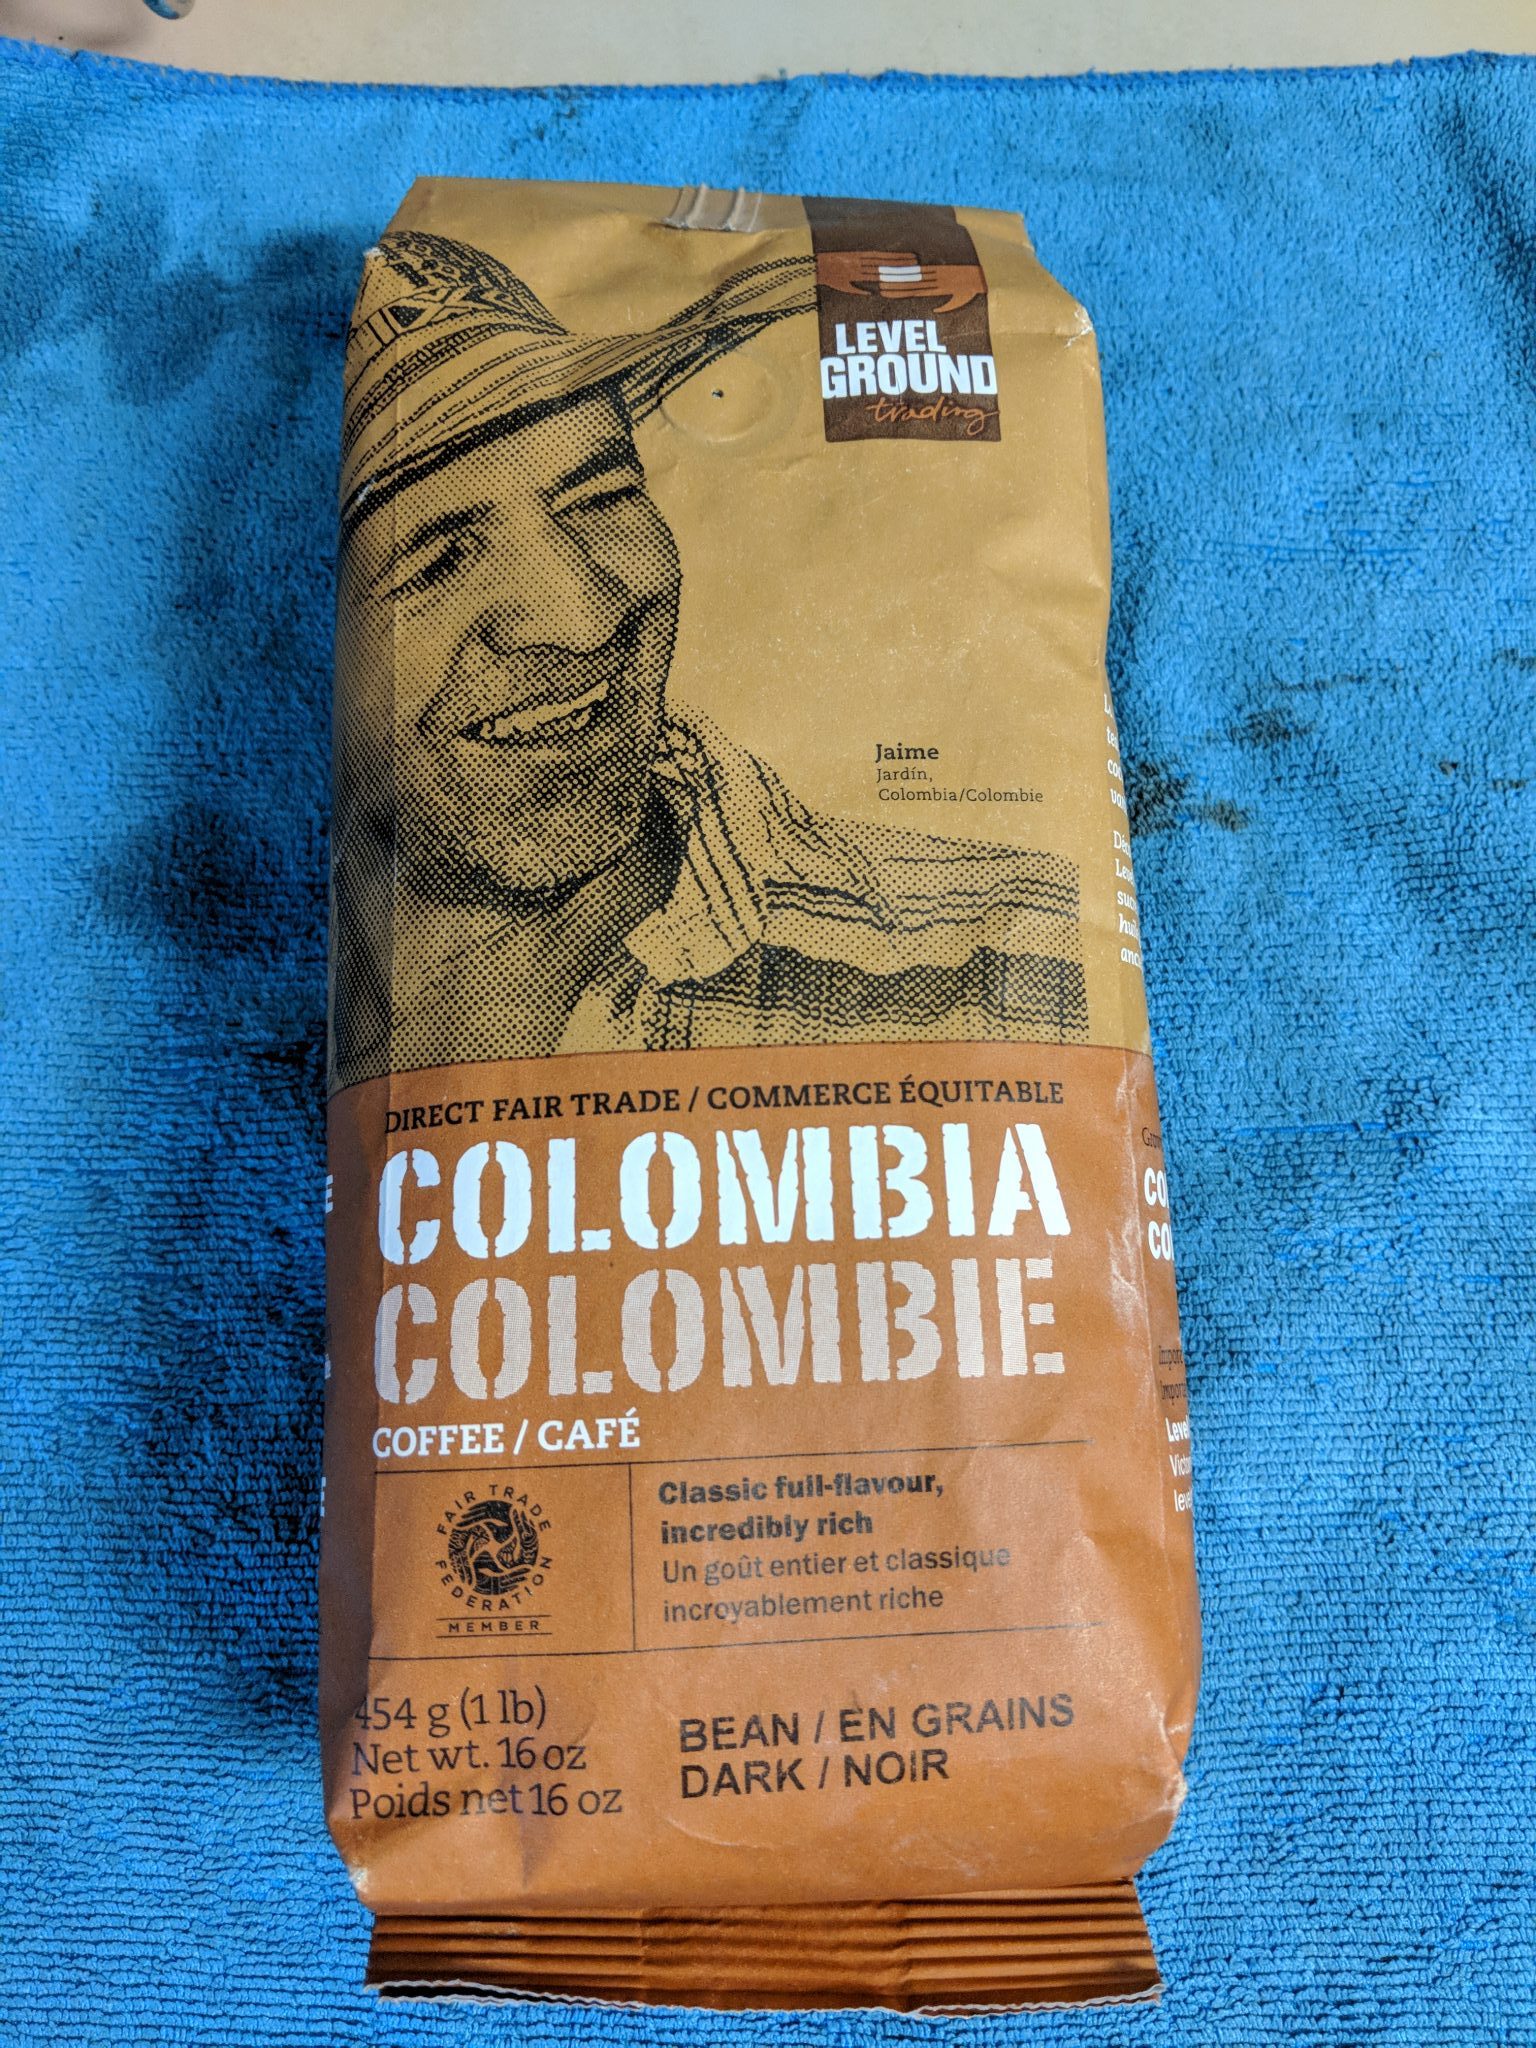 LEVEL
GROUND
trading
Jaime
Jardín,
Colombia/Colombie
DIRECT FAIR TRADE / COMMERCE ÉQUITABLE
COLOMBIA
COLOMBIE
COFFEE / CAFÉ
FAIR TRADE FEDERATION
MEMBER
Classic full-flavour,
incredibly rich
Un goût entier et classique
incroyablement riche
454 g (1 lb)
Net wt. 16 oz
Poids net 16 oz
BEAN / EN GRAINS
DARK / NOIR